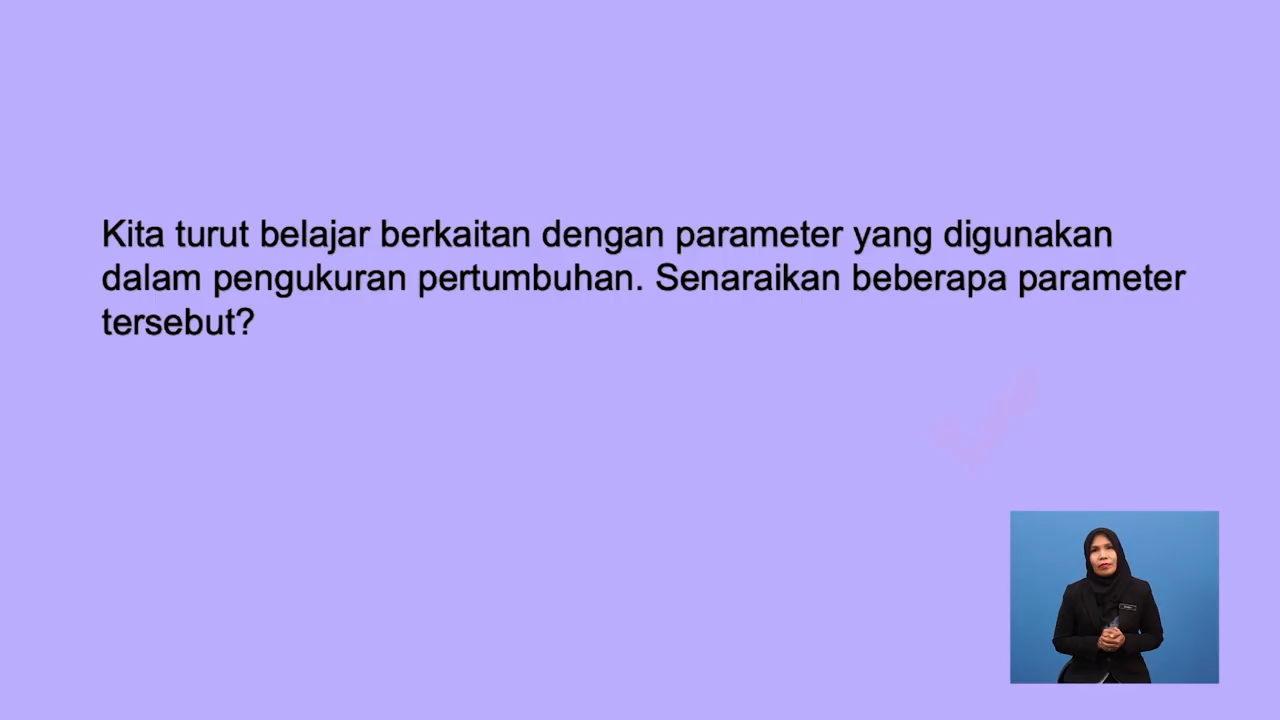 Kita turut belajar berkaitan dengan parameter yang digunakan
dalam pengukuran pertumbuhan. Senaraikan beberapa parameter
tersebut?